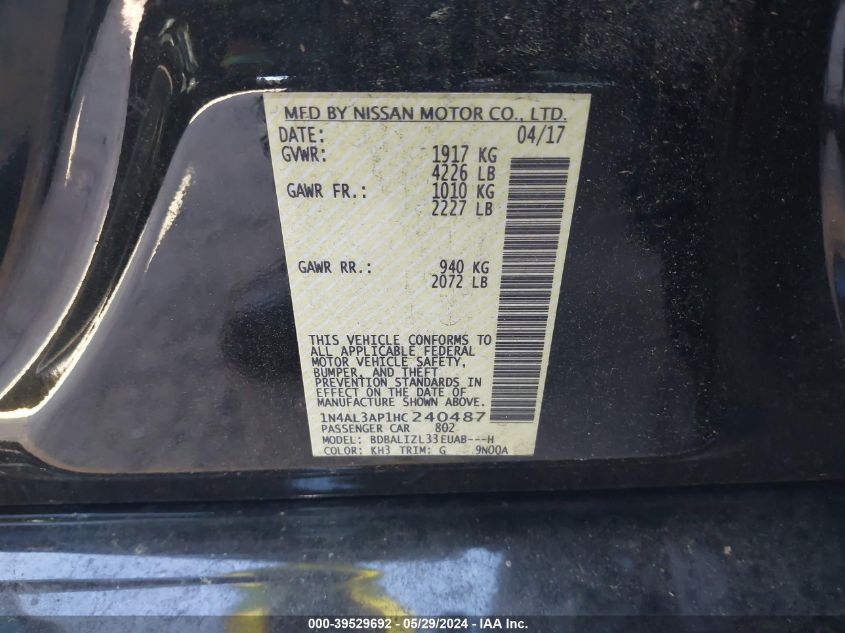 MFD BY NISSAN MOTOR CO., LTD.
DATE: 04/17
GVWR: 1917 KG
4226 LB
GAWR FR.: 1010 KG
2227 LB
GAWR RR.: 940 KG
2072 LB
THIS VEHICLE CONFORMS TO
ALL APPLICABLE FEDERAL
MOTOR VEHICLE SAFETY,
BUMPER, AND THEFT
PREVENTION STANDARDS IN
EFFECT ON THE DATE OF
MANUFACTURE SHOWN ABOVE.
1N4AL3AP1HC240487
PASSENGER CAR 802
MODEL: BDBALIZL33EUAB---H
COLOR: KH3 TRIM: G 9N00A
000-39529692 - 05/29/2024 - IAA Inc.